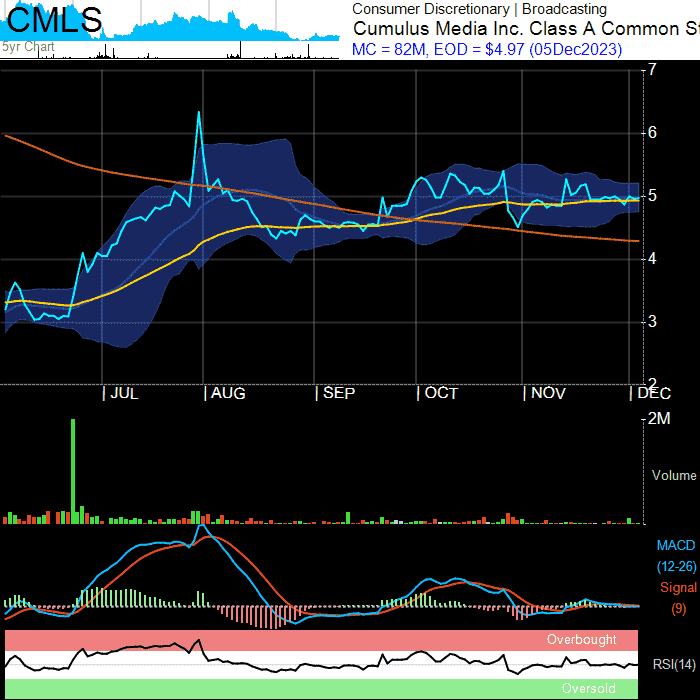 CMLS
5yr Chart
Consumer Discretionary | Broadcasting
Cumulus Media Inc. Class A Common St
MC = 82M, EOD = $4.97 (05Dec2023)
7
6
5
4
3
2
JUL
AUG
SEP
OCT
NOV
DEC
2M
Volume
MACD
(12-26)
Signal
(9)
Overbought
RSI(14)
Oversold